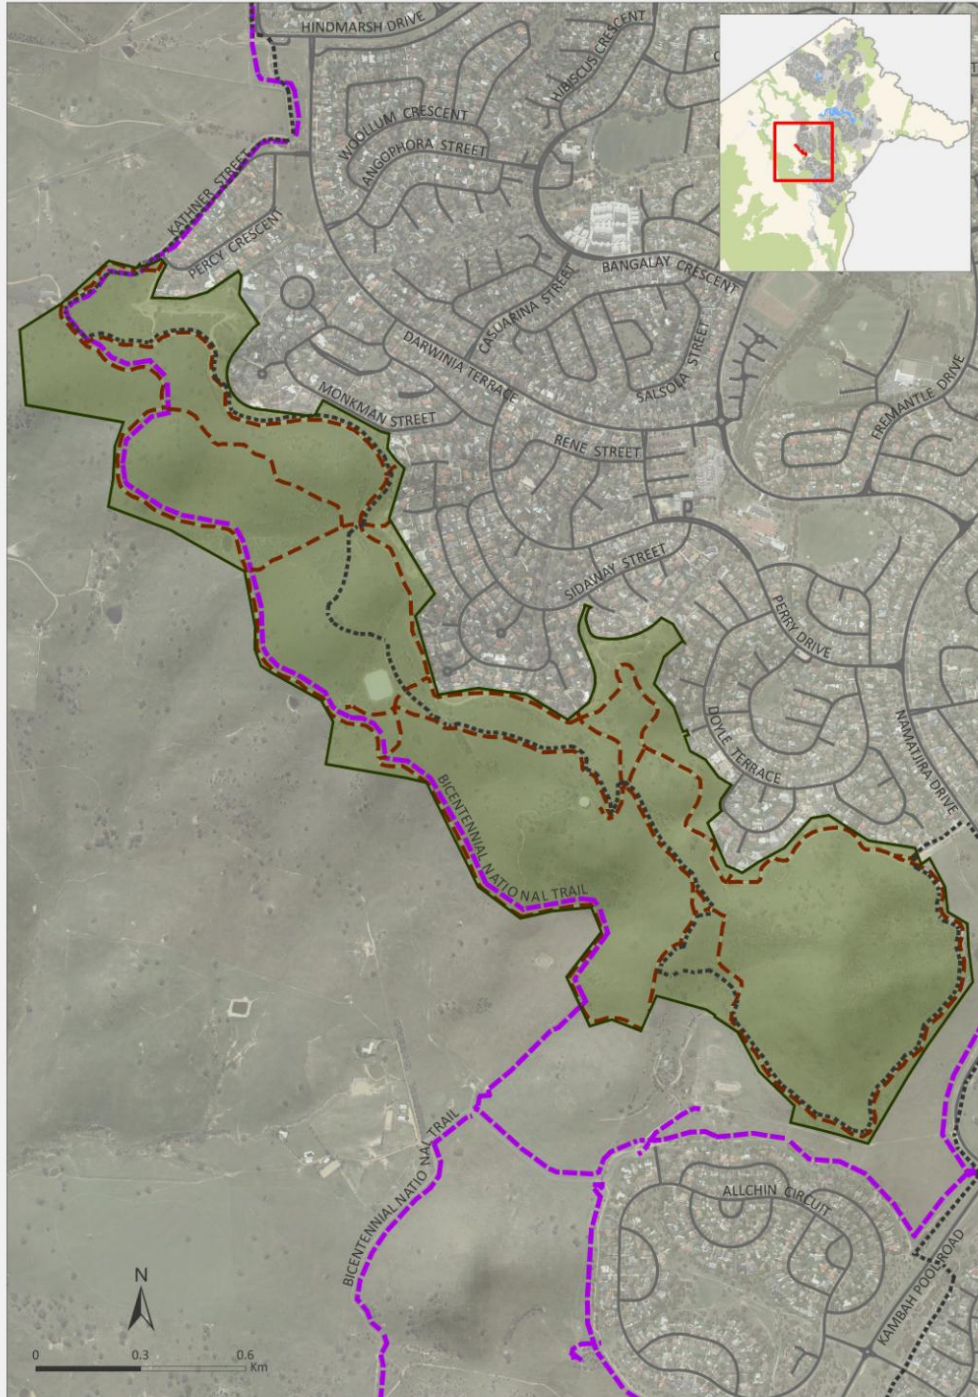 HINDMARSH DRIVE
HIBISCUS CRESCENT
WOOLLUM CRESCENT
ANGOPHORA STREET
KATHNER STREET
PERCY CRESCENT
BANGALAY CRESCENT
CASUARINA STREET
DARWINIA TERRACE
SALSOLA STREET
MONKMAN STREET
FREMANTLE DRIVE
RENE STREET
P
SIDAWAY STREET
PERRY DRIVE
DOYLE TERRACE
NAMATJIRA DRIVE
BICENTENNIAL NATIONAL TRAIL
BICENTENNIAL NATIONAL TRAIL
ALLCHIN CIRCUIT
KAMBAH POOL ROAD
N
0 0.3 0.6
Km